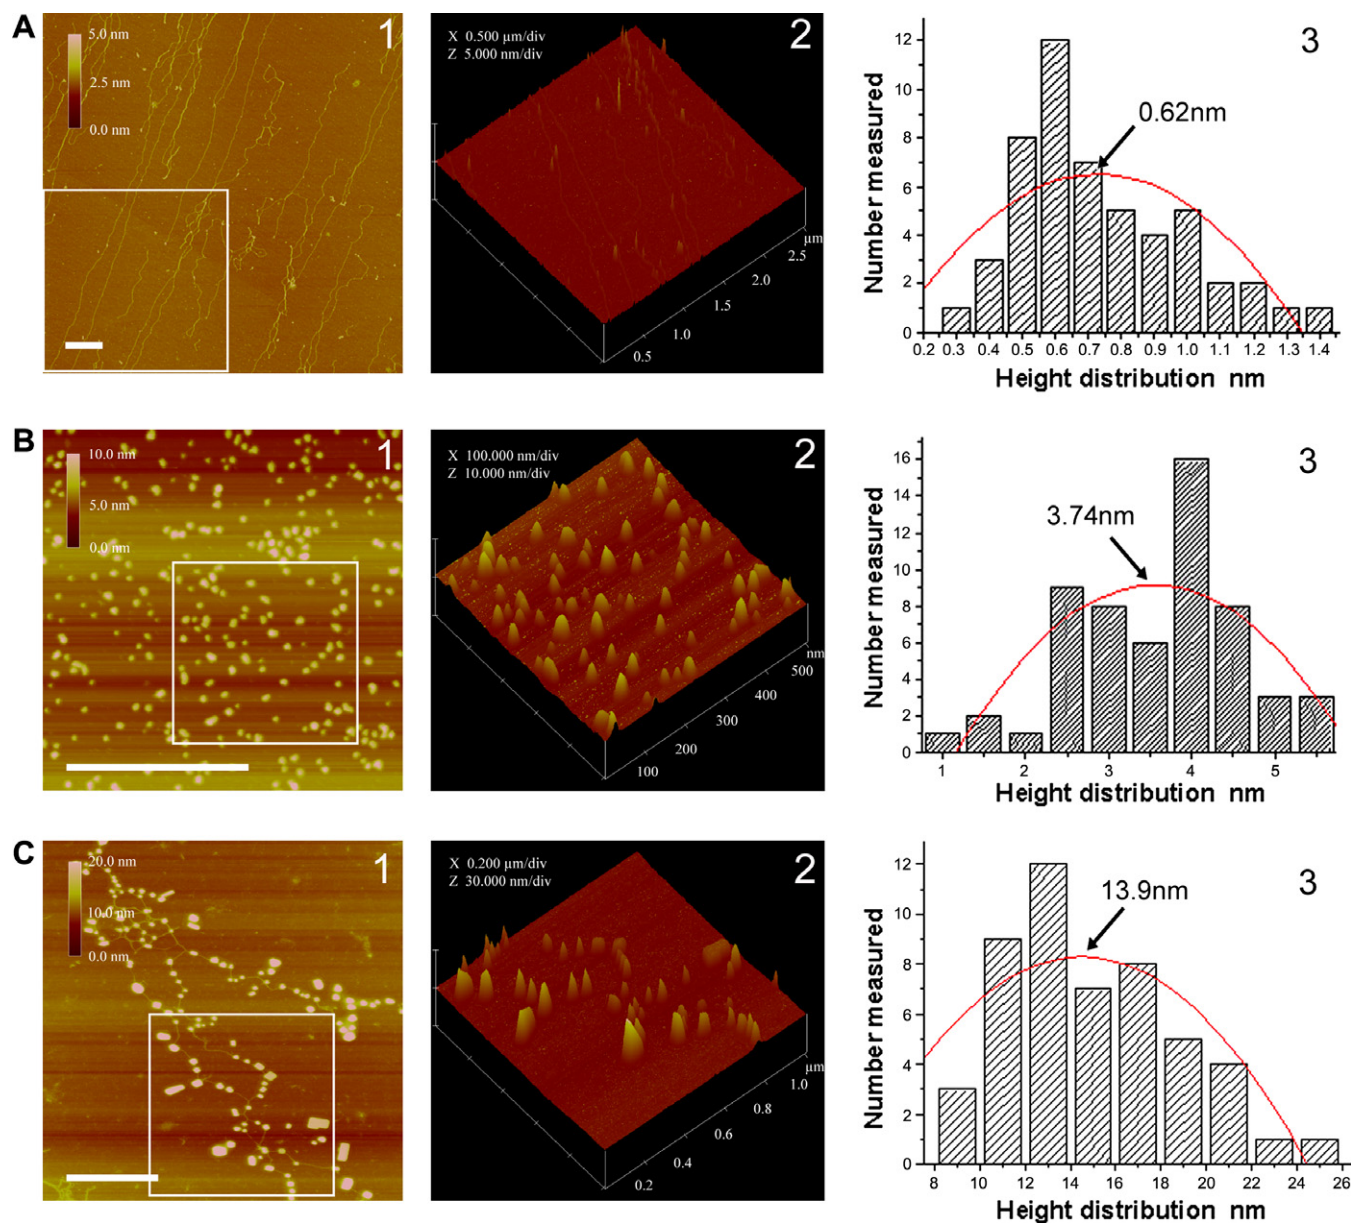 A
1
5.0 nm
2.5 nm
0.0 nm
2
X 0.500 µm/div
Z 5.000 nm/div
0.5
1.0
1.5
2.0
2.5
µm
3
0.62nm
Number measured
12
10
8
6
4
2
0
0.2 0.3 0.4 0.5 0.6 0.7 0.8 0.9 1.0 1.1 1.2 1.3 1.4
Height distribution nm
B
1
10.0 nm
5.0 nm
0.0 nm
2
X 100.000 nm/div
Z 10.000 nm/div
100
200
300
400
500
nm
3
3.74nm
Number measured
16
14
12
10
8
6
4
2
0
1 2 3 4 5
Height distribution nm
C
1
20.0 nm
10.0 nm
0.0 nm
2
X 0.200 µm/div
Z 30.000 nm/div
0.2
0.4
0.6
0.8
1.0
µm
3
13.9nm
Number measured
12
10
8
6
4
2
0
8 10 12 14 16 18 20 22 24 26
Height distribution nm